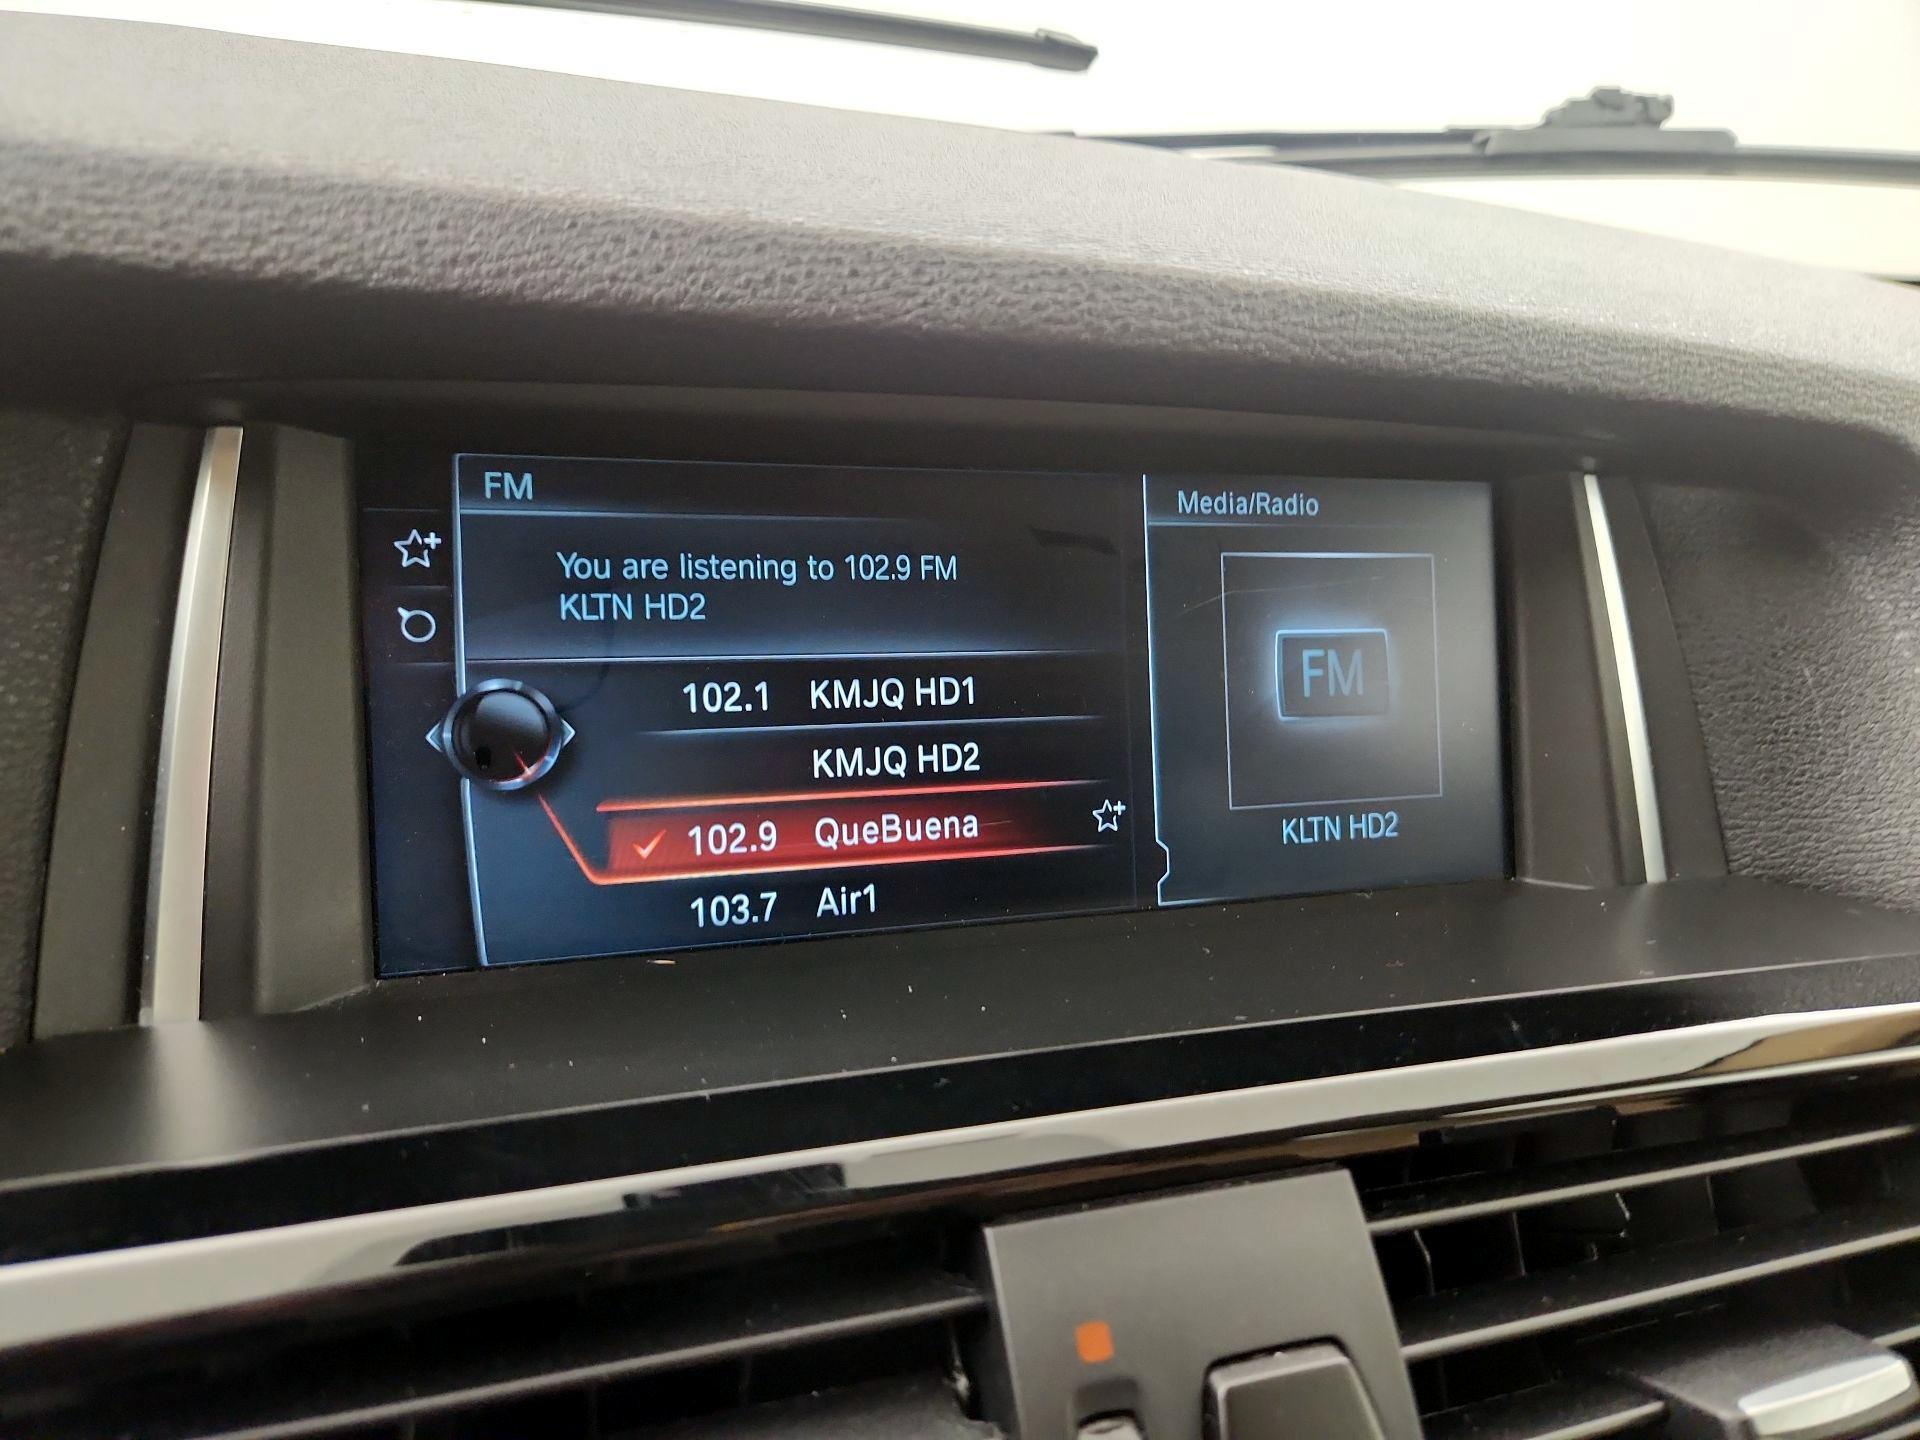 FM
You are listening to 102.9 FM
KLTN HD2
102.1 KMJQ HD1
KMJQ HD2
102.9 QueBuena
103.7 Air1
Media/Radio
FM
KLTN HD2